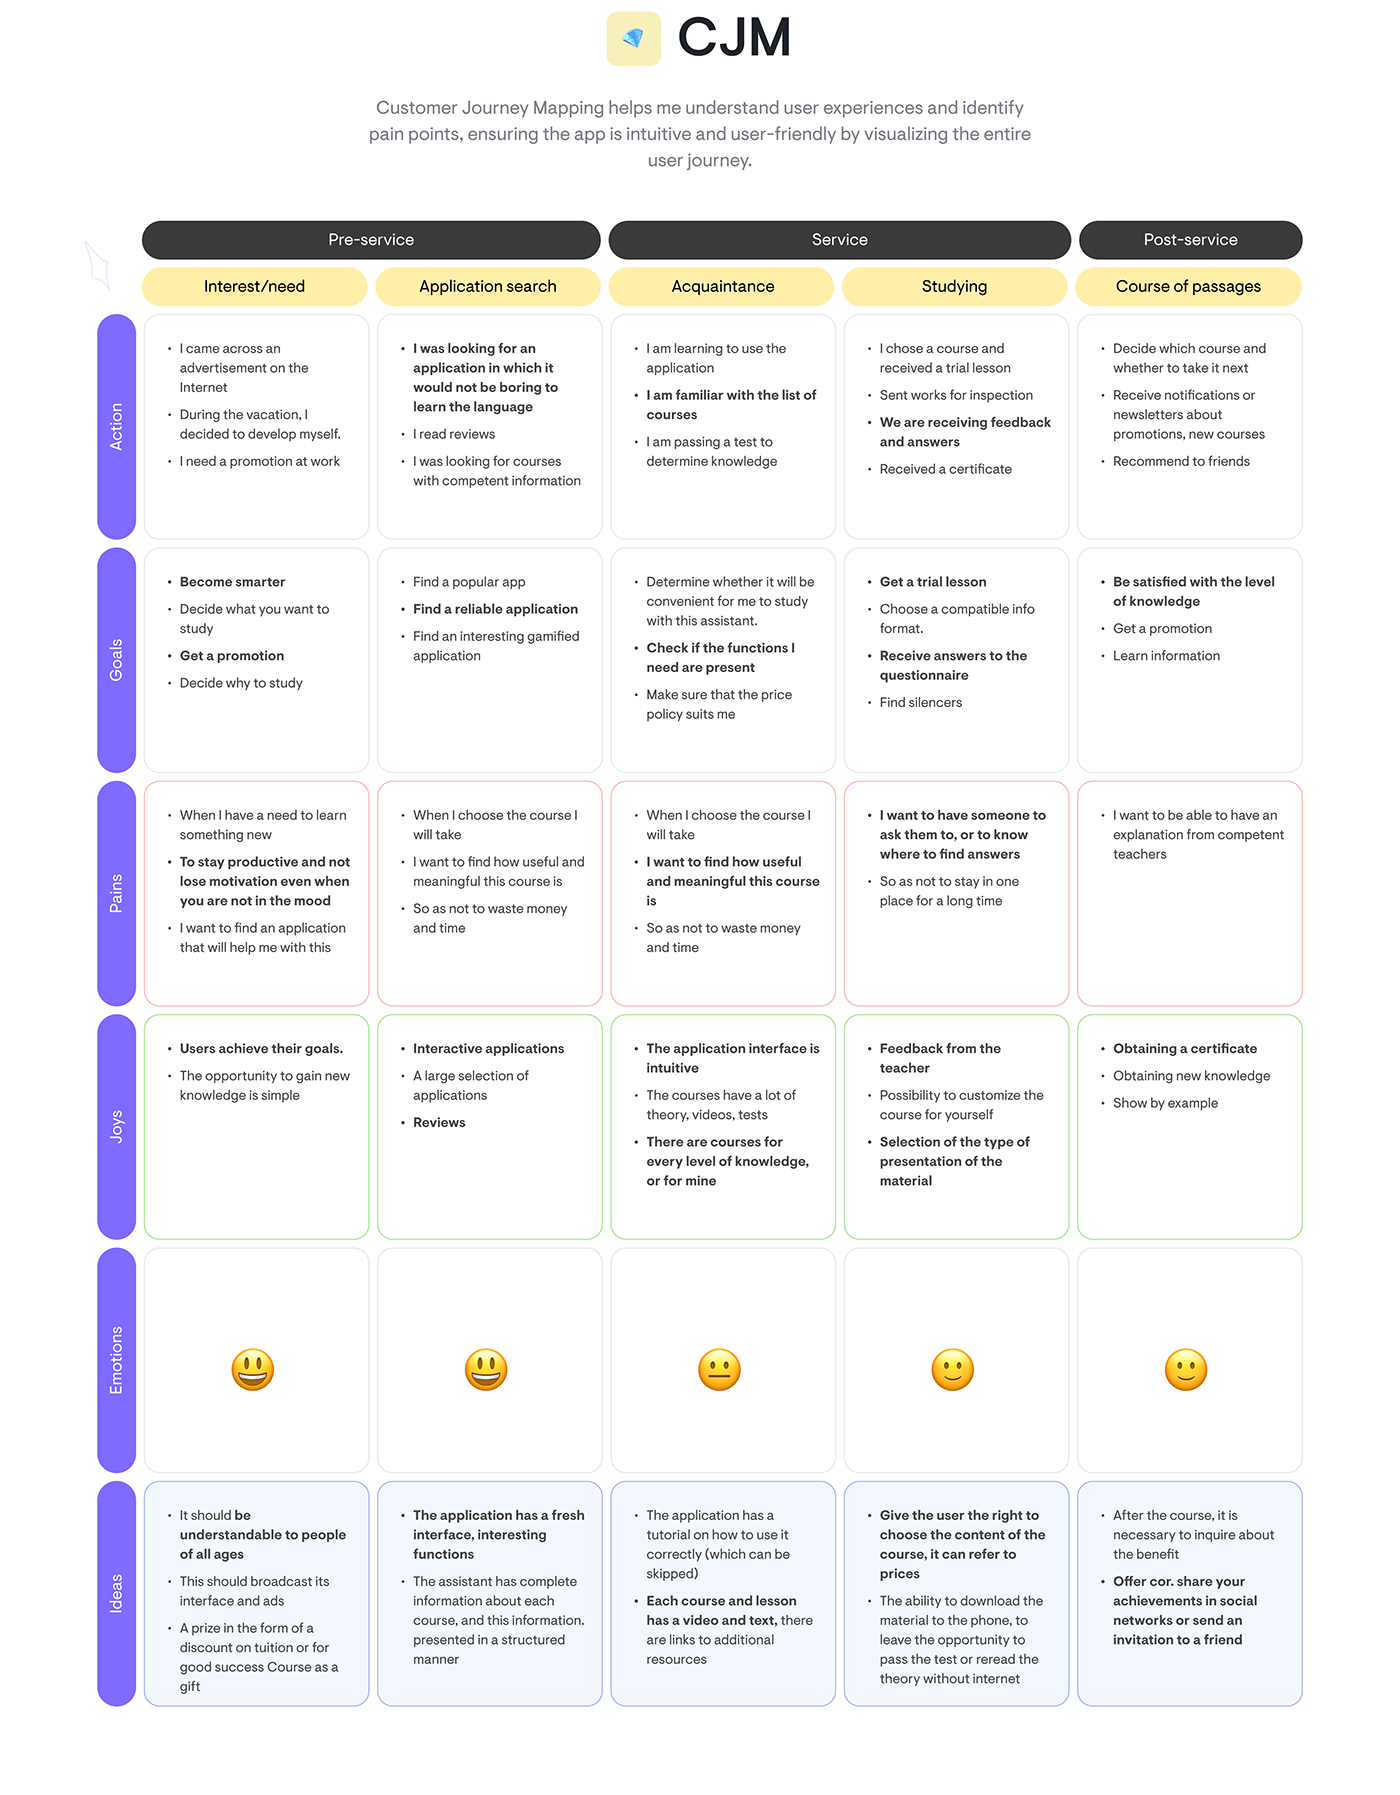 CJM
Customer Journey Mapping helps me understand user experiences and identify
pain points, ensuring the app is intuitive and user-friendly by visualizing the entire
user journey.
Pre-service
Service
Post-service
Interest/need
Application search
Acquaintance
Studying
Course of passages
Action
• I came across an
advertisement on the
Internet
• During the vacation, I
decided to develop myself.
• I need a promotion at work
• I was looking for an
application in which it
would not be boring to
learn the language
• I read reviews
• I was looking for courses
with competent information
• I am learning to use the
application
• I am familiar with the list of
courses
• I am passing a test to
determine knowledge
• I chose a course and
received a trial lesson
• Sent works for inspection
• We are receiving feedback
and answers
• Received a certificate
• Decide which course and
whether to take it next
• Receive notifications or
newsletters about
promotions, new courses
• Recommend to friends
Goals
• Become smarter
• Decide what you want to
study
• Get a promotion
• Decide why to study
• Find a popular app
• Find a reliable application
• Find an interesting gamified
application
• Determine whether it will be
convenient for me to study
with this assistant.
• Check if the functions I
need are present
• Make sure that the price
policy suits me
• Get a trial lesson
• Choose a compatible info
format.
• Receive answers to the
questionnaire
• Find silencers
• Be satisfied with the level
of knowledge
• Get a promotion
• Learn information
Pains
• When I have a need to learn
something new
• To stay productive and not
lose motivation even when
you are not in the mood
• I want to find an application
that will help me with this
• When I choose the course I
will take
• I want to find how useful and
meaningful this course is
• So as not to waste money
and time
• When I choose the course I
will take
• I want to find how useful
and meaningful this course
is
• So as not to waste money
and time
• I want to have someone to
ask them to, or to know
where to find answers
• So as not to stay in one
place for a long time
• I want to be able to have an
explanation from competent
teachers
Joys
• Users achieve their goals.
• The opportunity to gain new
knowledge is simple
• Interactive applications
• A large selection of
applications
• Reviews
• The application interface is
intuitive
• The courses have a lot of
theory, videos, tests
• There are courses for
every level of knowledge,
or for mine
• Feedback from the
teacher
• Possibility to customize the
course for yourself
• Selection of the type of
presentation of the
material
• Obtaining a certificate
• Obtaining new knowledge
• Show by example
Emotions
Ideas
• It should be
understandable to people
of all ages
• This should broadcast its
interface and ads
• A prize in the form of a
discount on tuition or for
good success Course as a
gift
• The application has a fresh
interface, interesting
functions
• The assistant has complete
information about each
course, and this information.
presented in a structured
manner
• The application has a
tutorial on how to use it
correctly (which can be
skipped)
• Each course and lesson
has a video and text, there
are links to additional
resources
• Give the user the right to
choose the content of the
course, it can refer to
prices
• The ability to download the
material to the phone, to
leave the opportunity to
pass the test or reread the
theory without internet
• After the course, it is
necessary to inquire about
the benefit
• Offer cor. share your
achievements in social
networks or send an
invitation to a friend